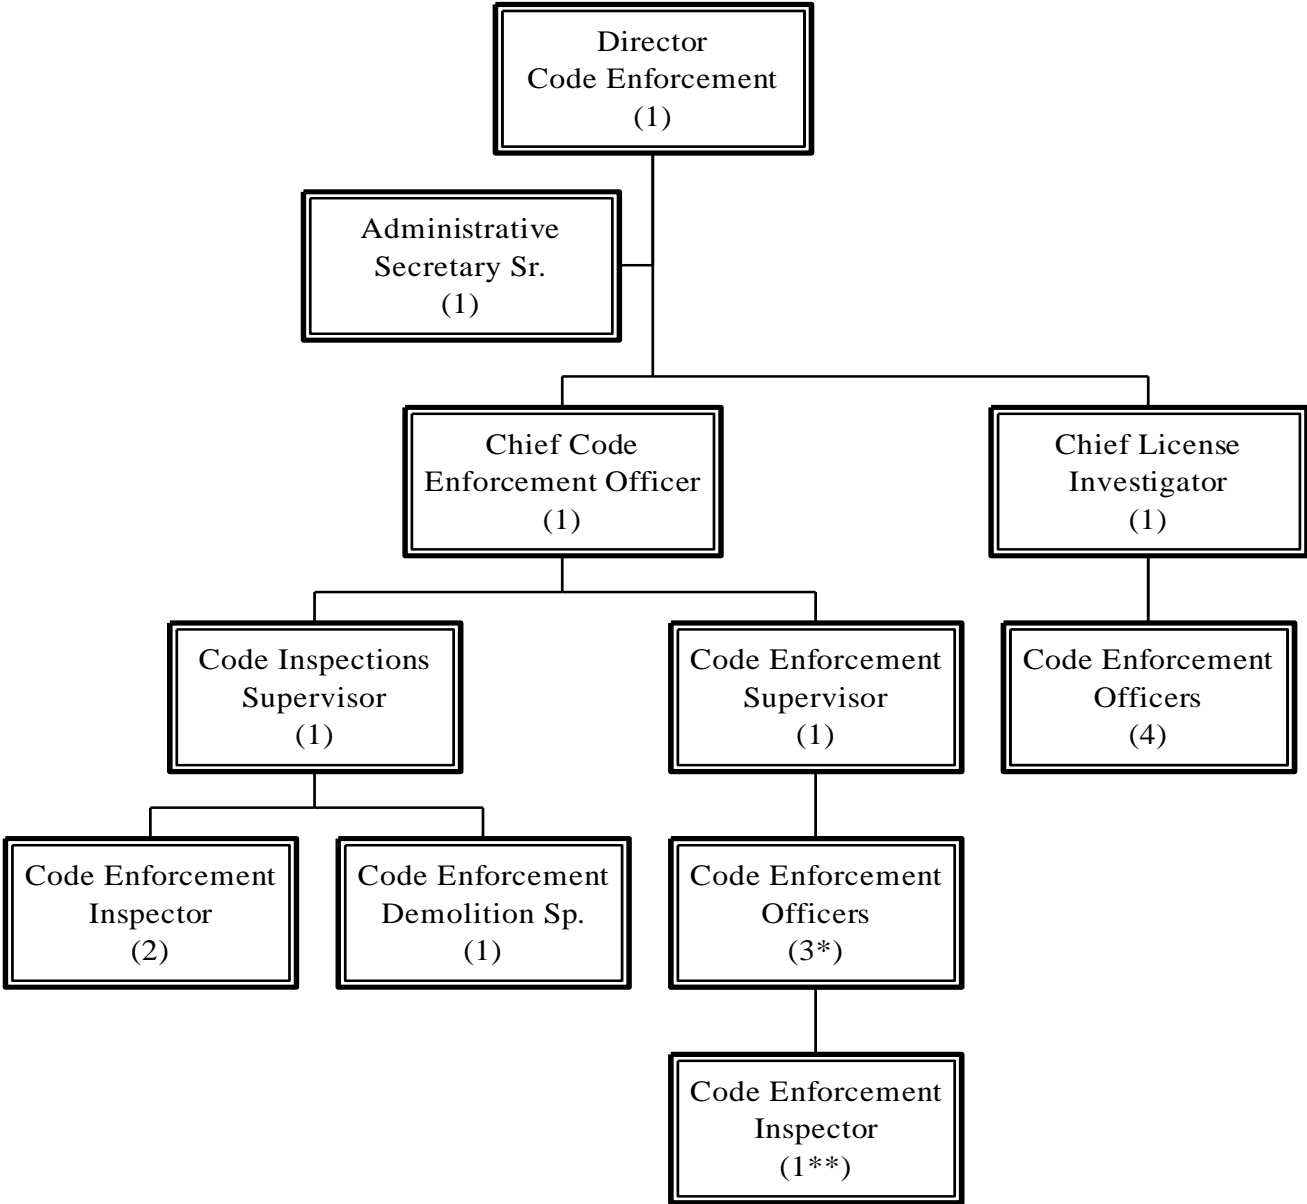 Director
Code Enforcement
(1)
Administrative
Secretary Sr.
(1)
Chief Code
Enforcement Officer
(1)
Chief License
Investigator
(1)
Code Inspections
Supervisor
(1)
Code Enforcement
Supervisor
(1)
Code Enforcement
Officers
(4)
Code Enforcement
Inspector
(2)
Code Enforcement
Demolition Sp.
(1)
Code Enforcement
Officers
(3*)
Code Enforcement
Inspector
(1**)